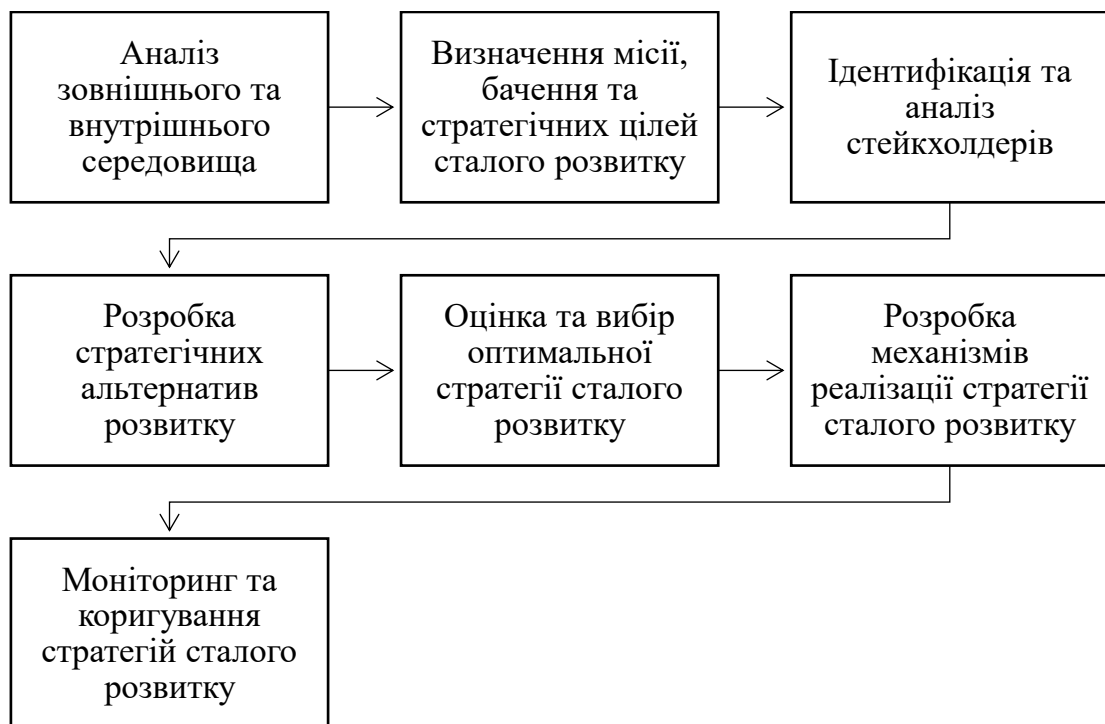 Аналіз
зовнішнього та
внутрішнього
середовища
Визначення місії,
бачення та
стратегічних цілей
сталого розвитку
Ідентифікація та
аналіз
стейкхолдерів
Розробка
стратегічних
альтернатив
розвитку
Оцінка та вибір
оптимальної
стратегії сталого
розвитку
Розробка
механізмів
реалізації стратегії
сталого розвитку
Моніторинг та
коригування
стратегій сталого
розвитку